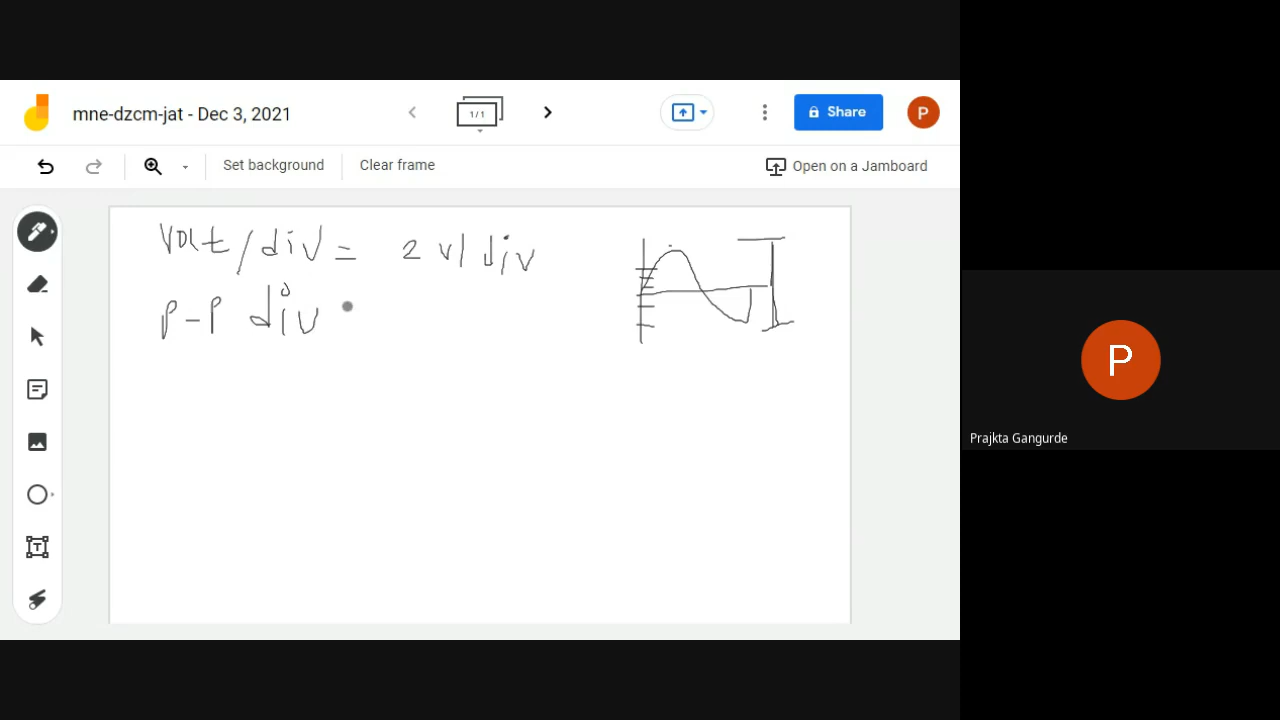 mne-dzcm-jat - Dec 3, 2021
1/1
Share
P
Set background
Clear frame
Open on a Jamboard
Volt/div = 2 v/div
P-P div
P
Prajkta Gangurde